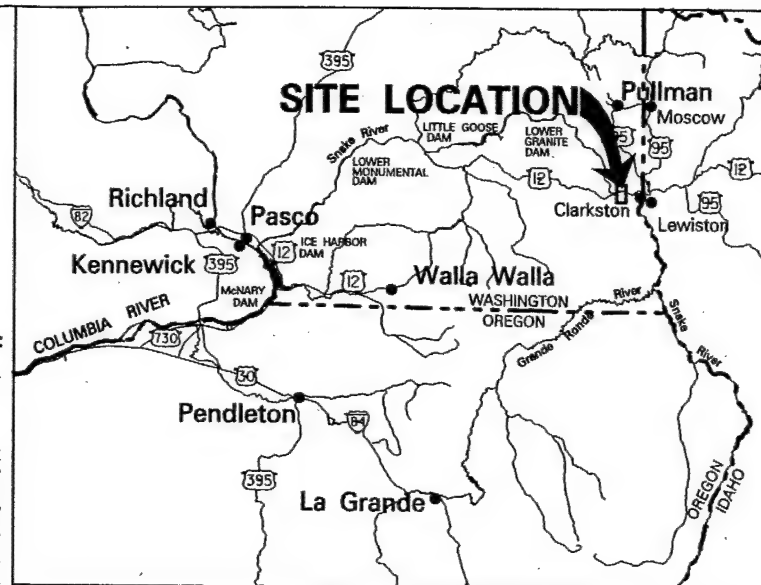 395
SITE LOCATION
Pullman
Moscow
95
95
Snake River
LITTLE GOOSE
DAM
LOWER
GRANITE
DAM
LOWER
MONUMENTAL
DAM
12
12
95
Clarkston
Lewiston
Richland
82
Pasco
12
ICE HARBOR
DAM
Kennewick
395
McNARY
DAM
12
Walla Walla
WASHINGTON
OREGON
COLUMBIA RIVER
730
30
Grande Ronde River
Snake River
Pendleton
84
395
La Grande
OREGON
IDAHO